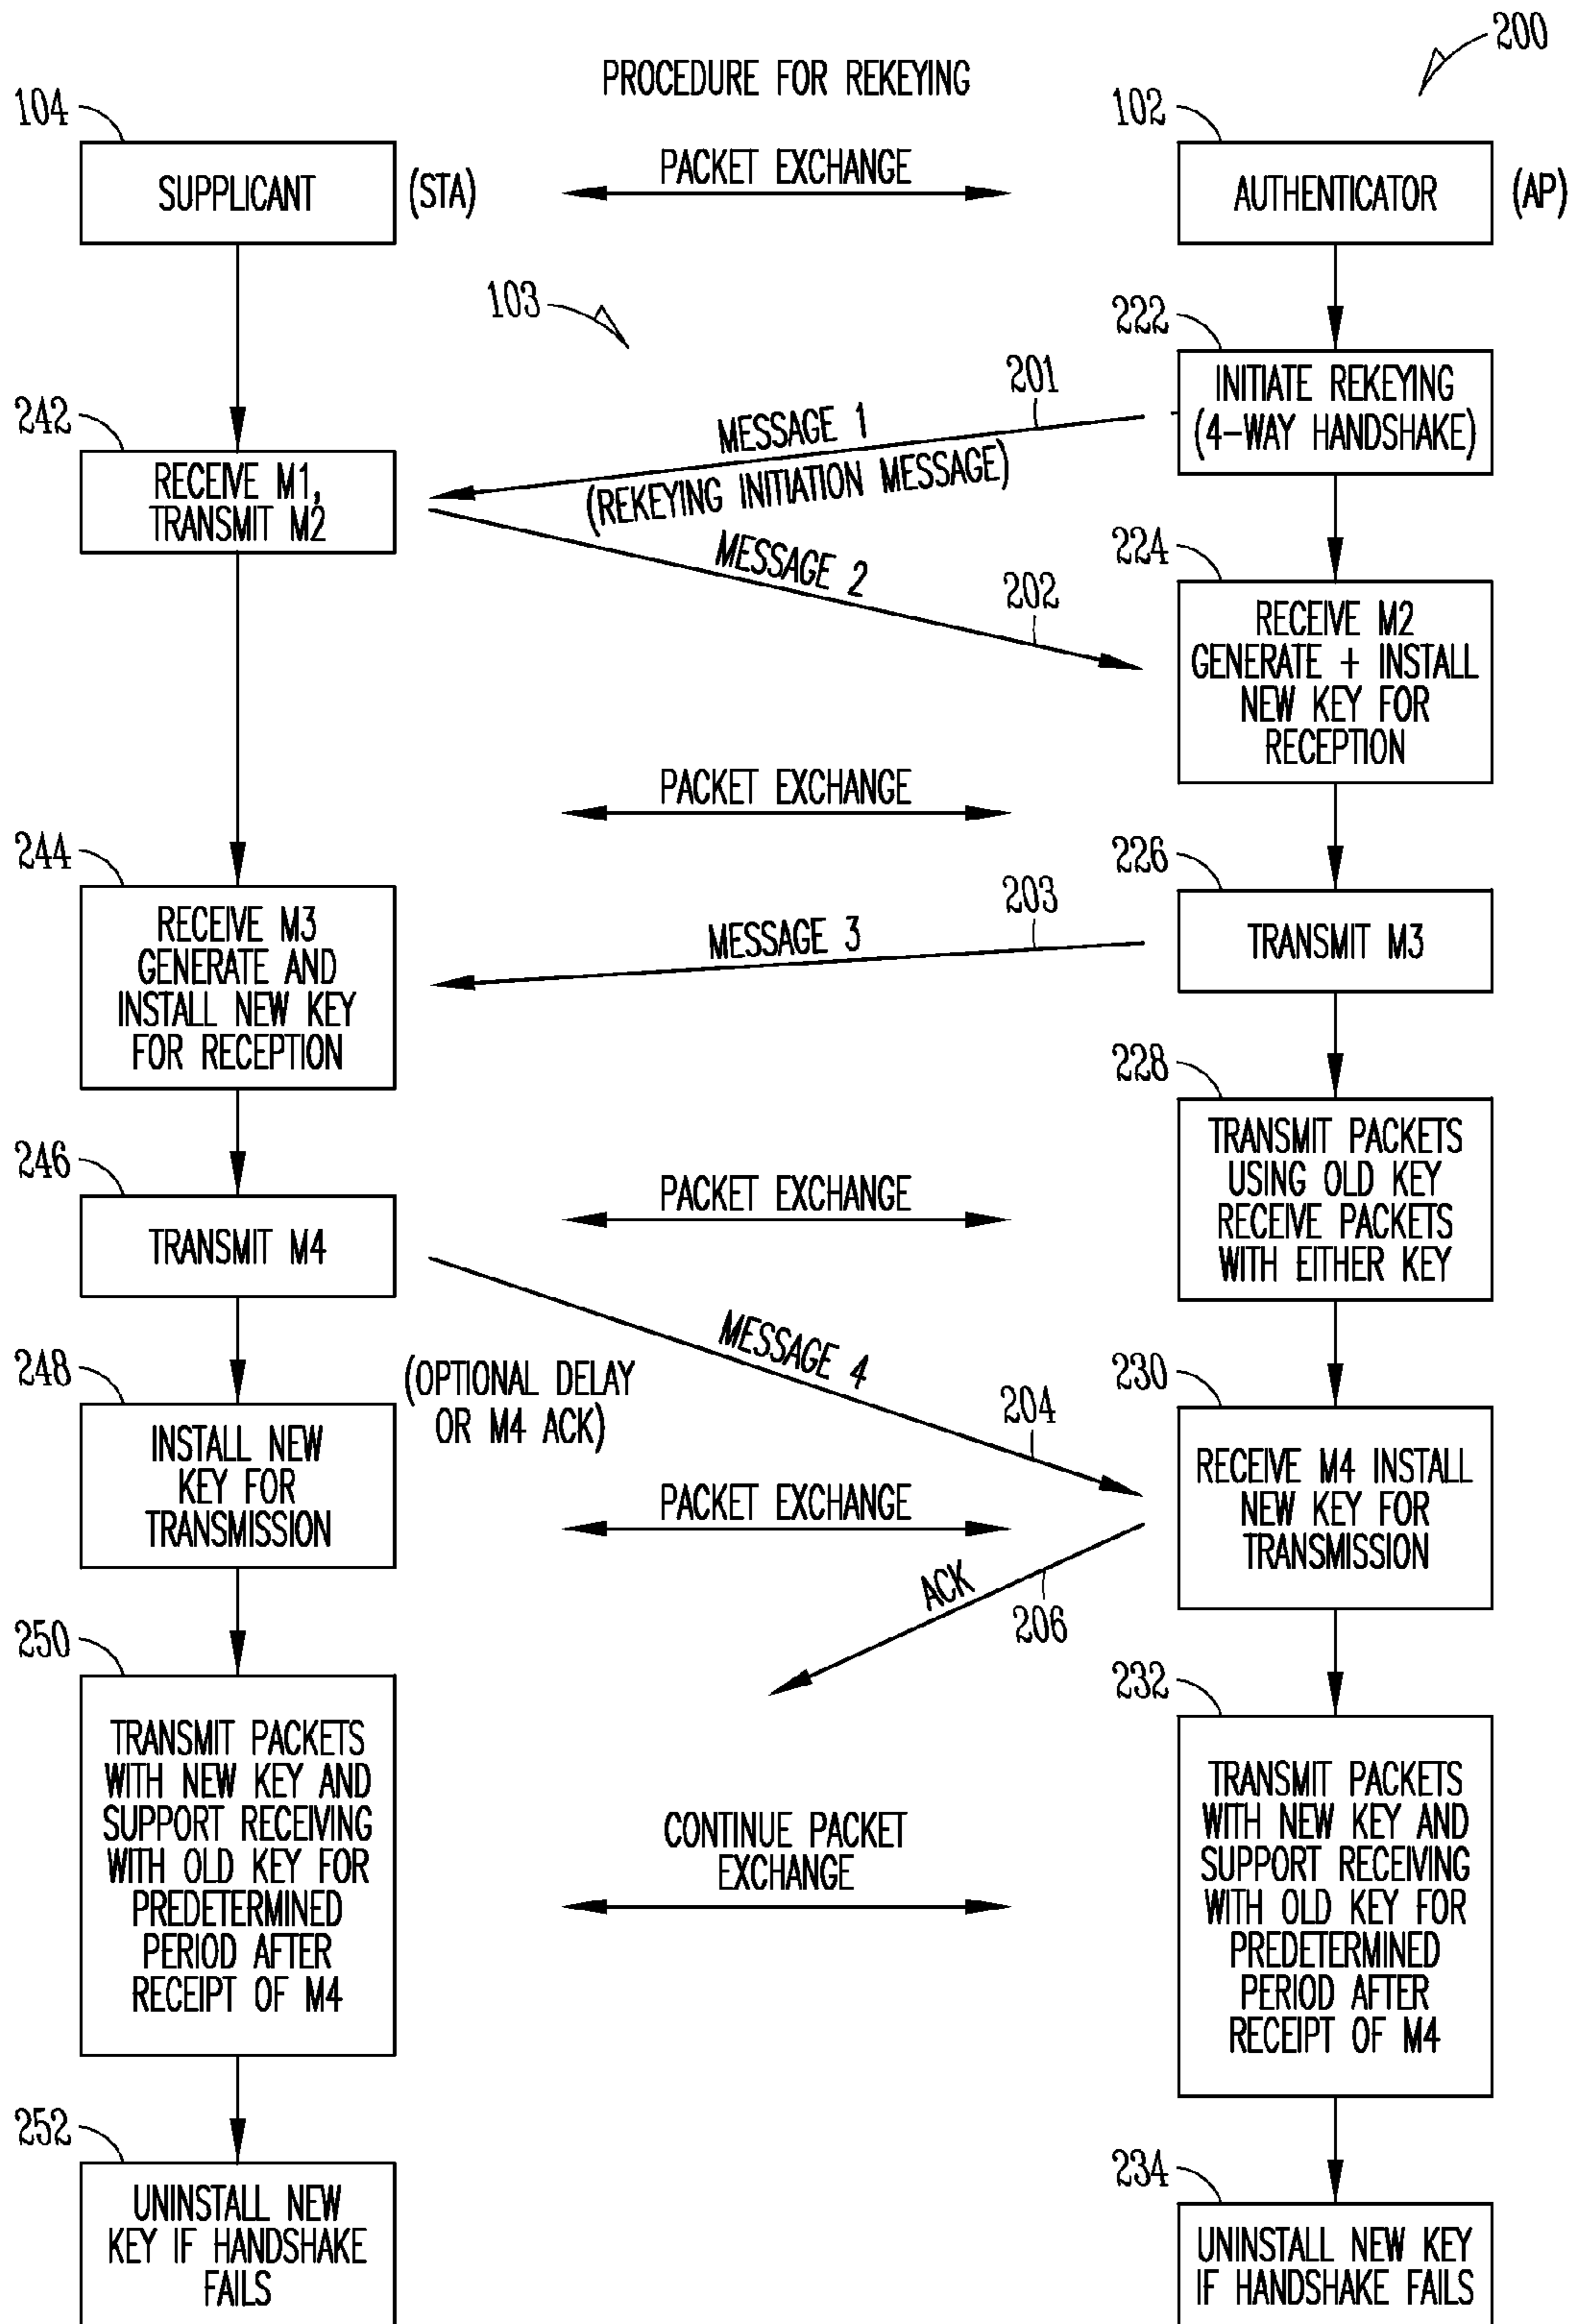 200
PROCEDURE FOR REKEYING
104
102
PACKET EXCHANGE
SUPPLICANT
(STA)
AUTHENTICATOR
(AP)
103
222
201
INITIATE REKEYING
(4-WAY HANDSHAKE)
MESSAGE 1
(REKEYING INITIATION MESSAGE)
242
RECEIVE M1,
TRANSMIT M2
MESSAGE 2
202
224
RECEIVE M2
GENERATE + INSTALL
NEW KEY FOR
RECEPTION
PACKET EXCHANGE
244
RECEIVE M3
GENERATE AND
INSTALL NEW KEY
FOR RECEPTION
MESSAGE 3
203
226
TRANSMIT M3
228
TRANSMIT PACKETS
USING OLD KEY
RECEIVE PACKETS
WITH EITHER KEY
246
TRANSMIT M4
PACKET EXCHANGE
MESSAGE 4
204
248
INSTALL NEW
KEY FOR
TRANSMISSION
(OPTIONAL DELAY
OR M4 ACK)
PACKET EXCHANGE
230
RECEIVE M4 INSTALL
NEW KEY FOR
TRANSMISSION
ACK
206
250
TRANSMIT PACKETS
WITH NEW KEY AND
SUPPORT RECEIVING
WITH OLD KEY FOR
PREDETERMINED
PERIOD AFTER
RECEIPT OF M4
CONTINUE PACKET
EXCHANGE
232
TRANSMIT PACKETS
WITH NEW KEY AND
SUPPORT RECEIVING
WITH OLD KEY FOR
PREDETERMINED
PERIOD AFTER
RECEIPT OF M4
252
UNINSTALL NEW
KEY IF HANDSHAKE
FAILS
234
UNINSTALL NEW KEY
IF HANDSHAKE FAILS